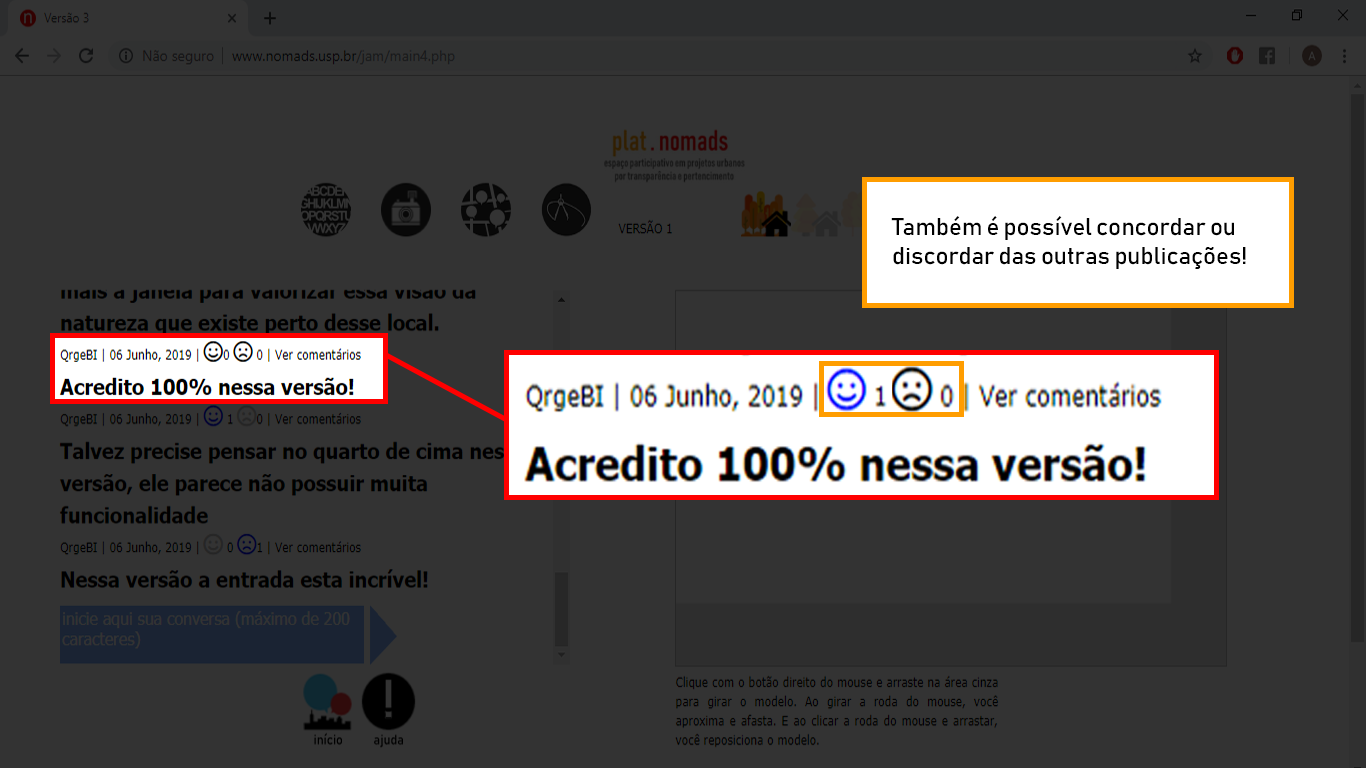 Versão 3
Não seguro | www.nomads.usp.br/jam/main4.php
A
plat.nomads
espaço participativo em projetos urbanos
por transparência e pertencimento
ABCDEF
GHIJKLM
OPQRSTU
VWXYZ
VERSÃO 1
Também é possível concordar ou
discordar das outras publicações!
mais a janela para valorizar essa visão da
natureza que existe perto desse local.
QrgeBI | 06 Junho, 2019 | 0 0 | Ver comentários
Acredito 100% nessa versão!
QrgeBI | 06 Junho, 2019 | 1 0 | Ver comentários
Talvez precise pensar no quarto de cima nes
versão, ele parece não possuir muita
funcionalidade
QrgeBI | 06 Junho, 2019 | 0 1 | Ver comentários
Nessa versão a entrada esta incrível!
inicie aqui sua conversa (máximo de 200
caracteres)
QrgeBI | 06 Junho, 2019 | 1 0 | Ver comentários
Acredito 100% nessa versão!
início
ajuda
Clique com o botão direito do mouse e arraste na área cinza
para girar o modelo. Ao girar a roda do mouse, você
aproxima e afasta. E ao clicar a roda do mouse e arrastar,
você reposiciona o modelo.